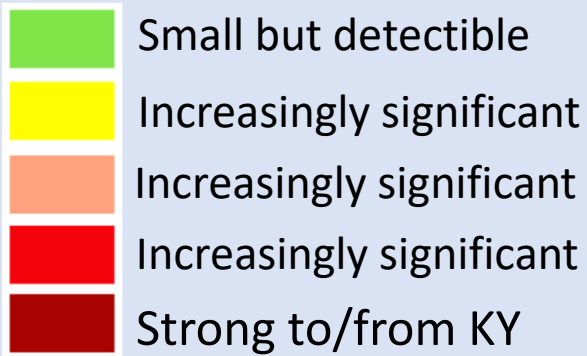 Small but detectible
Increasingly significant
Increasingly significant
Increasingly significant
Strong to/from KY